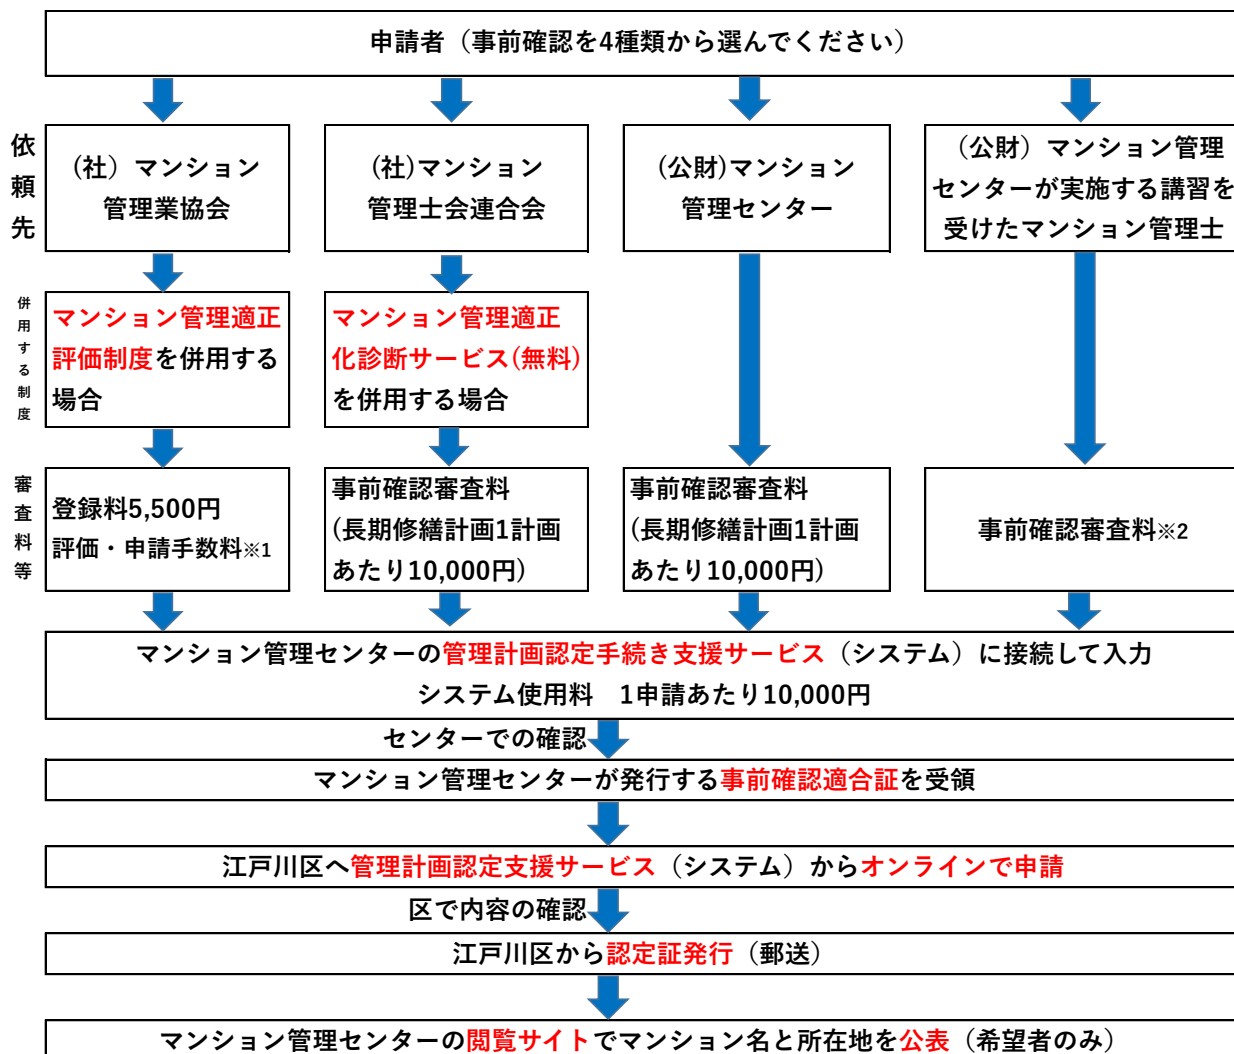 申請者（事前確認を4種類から選んでください）
依頼先
(社）マンション
管理業協会
(社)マンション
管理士会連合会
(公財)マンション
管理センター
（公財）マンション管理
センターが実施する講習を
受けたマンション管理士
併用する制度
マンション管理適正
評価制度を併用する
場合
マンション管理適正
化診断サービス(無料)
を併用する場合
審査料等
登録料5,500円
評価・申請手数料※1
事前確認審査料
(長期修繕計画1計画
あたり10,000円)
事前確認審査料
(長期修繕計画1計画
あたり10,000円)
事前確認審査料※2
マンション管理センターの管理計画認定手続き支援サービス（システム）に接続して入力
システム使用料　1申請あたり10,000円
センターでの確認
マンション管理センターが発行する事前確認適合証を受領
江戸川区へ管理計画認定支援サービス（システム）からオンラインで申請
区で内容の確認
江戸川区から認定証発行（郵送）
マンション管理センターの閲覧サイトでマンション名と所在地を公表（希望者のみ）